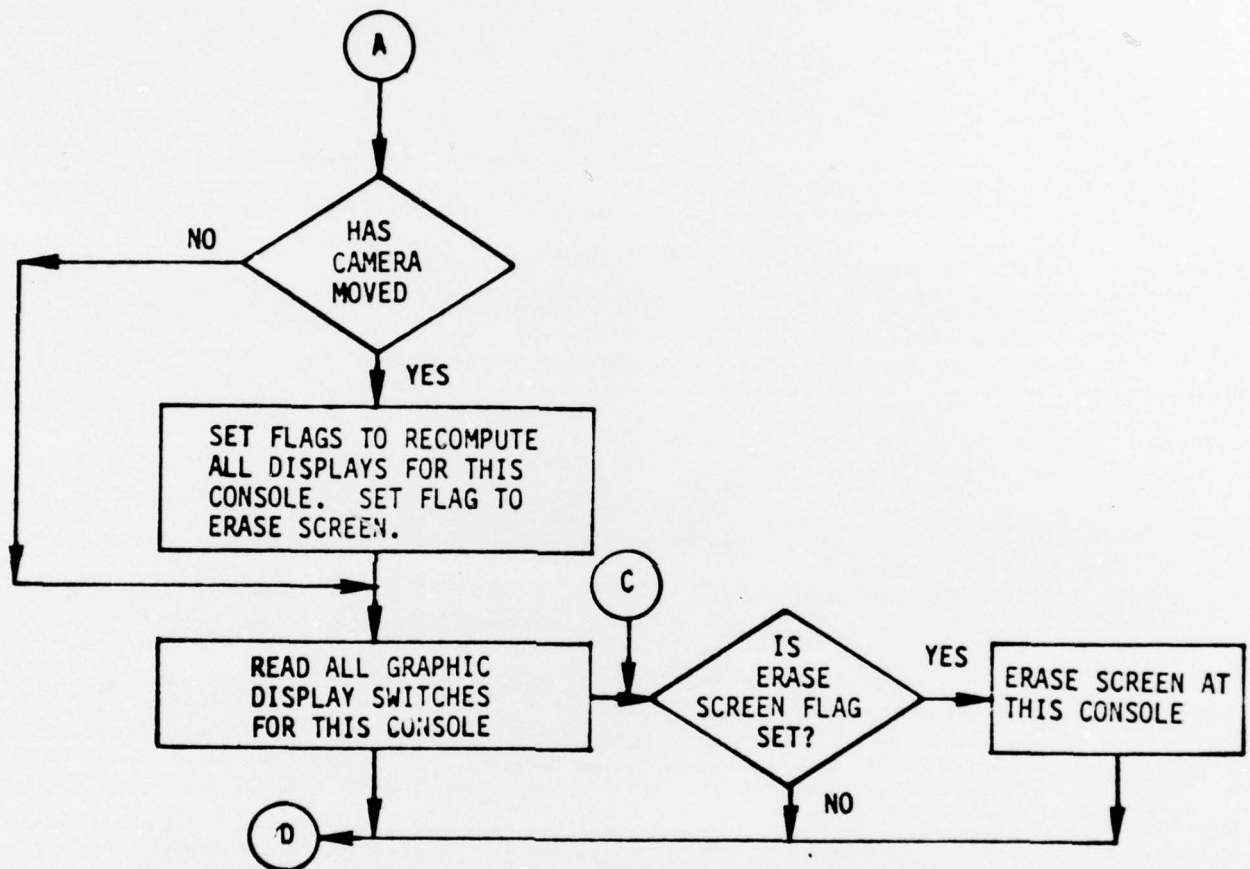 A
NO
HAS
CAMERA
MOVED
YES
SET FLAGS TO RECOMPUTE
ALL DISPLAYS FOR THIS
CONSOLE. SET FLAG TO
ERASE SCREEN.
C
READ ALL GRAPHIC
DISPLAY SWITCHES
FOR THIS CONSOLE
IS
ERASE
SCREEN FLAG
SET?
YES
ERASE SCREEN AT
THIS CONSOLE
NO
D